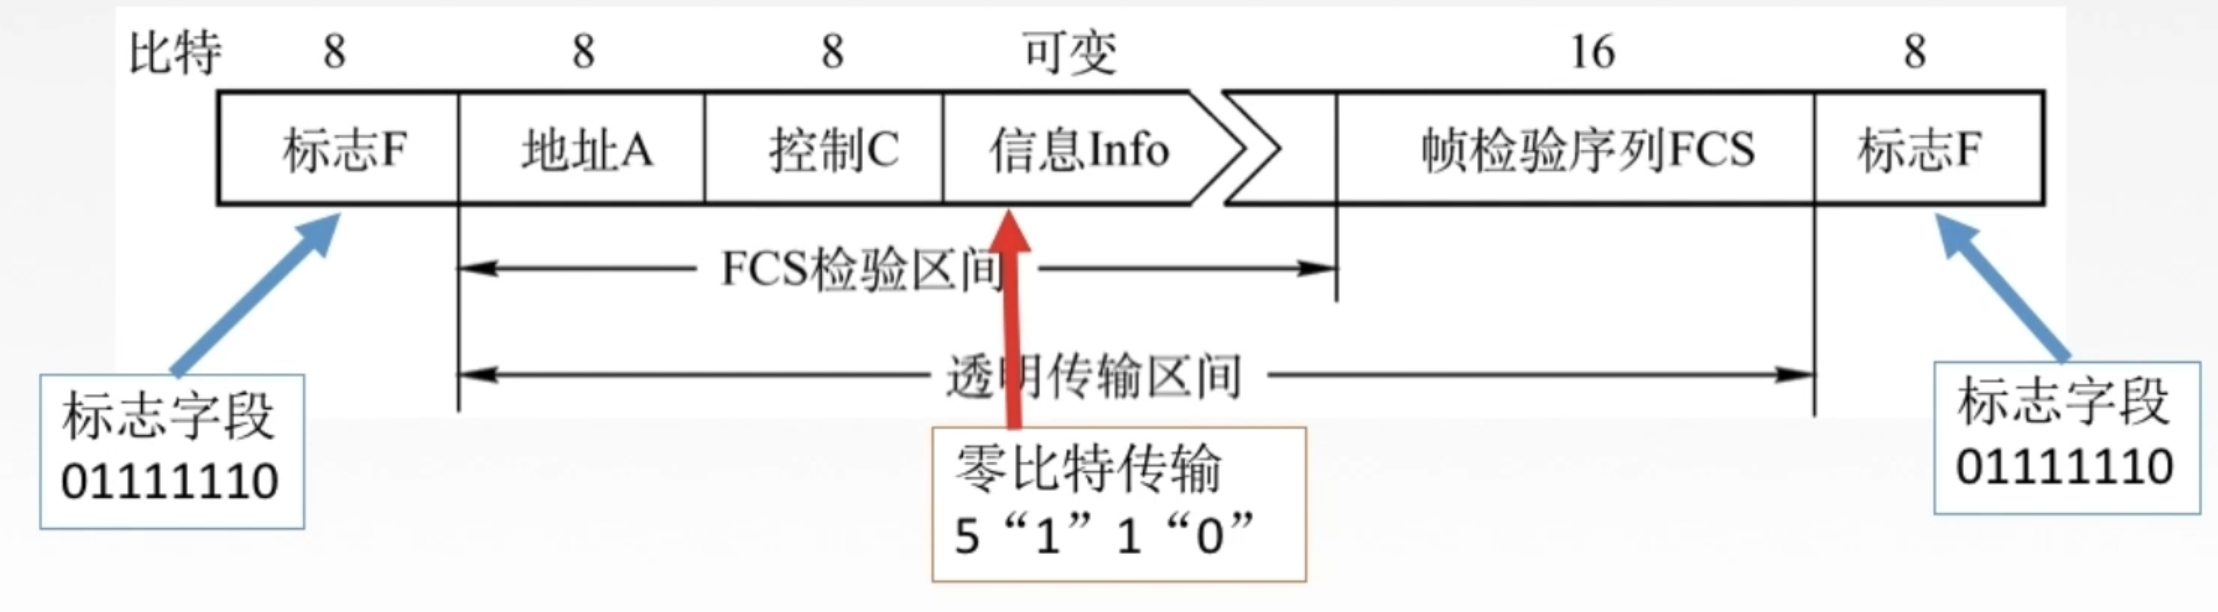 比特 8 8 8 可变 16 8
标志F 地址A 控制C 信息Info 帧检验序列FCS 标志F
FCS检验区间
透明传输区间
标志字段
01111110
零比特传输
5 “1” 1 “0”
标志字段
01111110